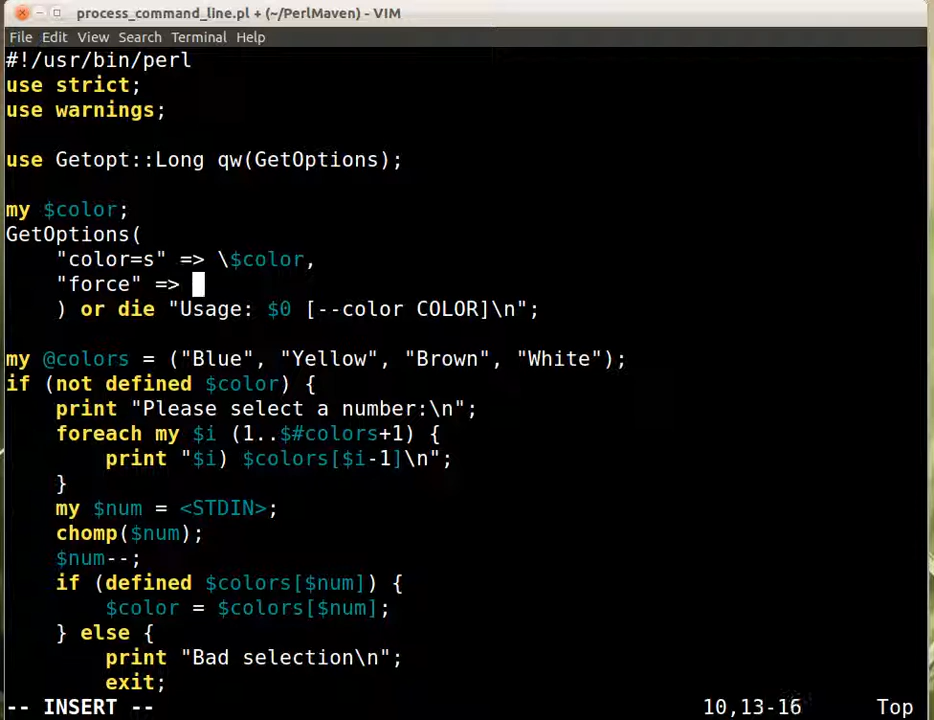 process_command_line.pl + (~/PerlMaven) - VIM
File Edit View Search Terminal Help
#!/usr/bin/perl
use strict;
use warnings;
use Getopt::Long qw(GetOptions);
my $color;
GetOptions(
    "color=s" => \$color,
    "force" =>
    ) or die "Usage: $0 [--color COLOR]\n";
my @colors = ("Blue", "Yellow", "Brown", "White");
if (not defined $color) {
    print "Please select a number:\n";
    foreach my $i (1..$#colors+1) {
        print "$i) $colors[$i-1]\n";
    }
    my $num = <STDIN>;
    chomp($num);
    $num--;
    if (defined $colors[$num]) {
        $color = $colors[$num];
    } else {
        print "Bad selection\n";
        exit;
-- INSERT -- 10,13-16 Top